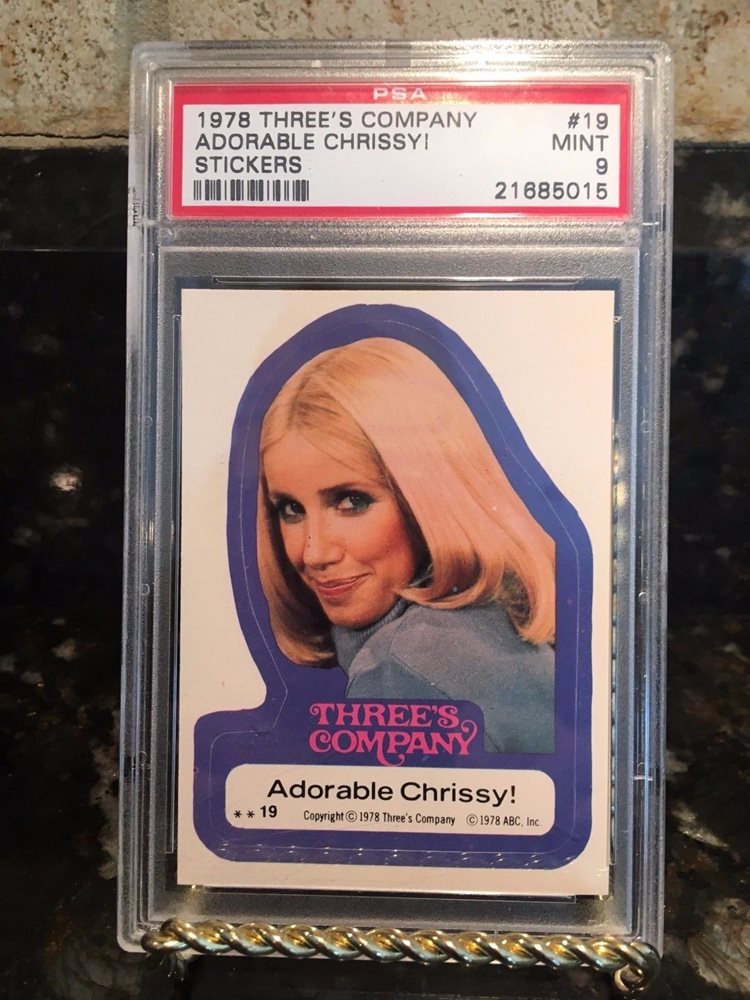 PSA
1978 THREE'S COMPANY #19
ADORABLE CHRISSY! MINT
STICKERS 9
21685015
THREE'S
COMPANY
Adorable Chrissy!
** 19 Copyright © 1978 Three's Company © 1978 ABC, Inc.